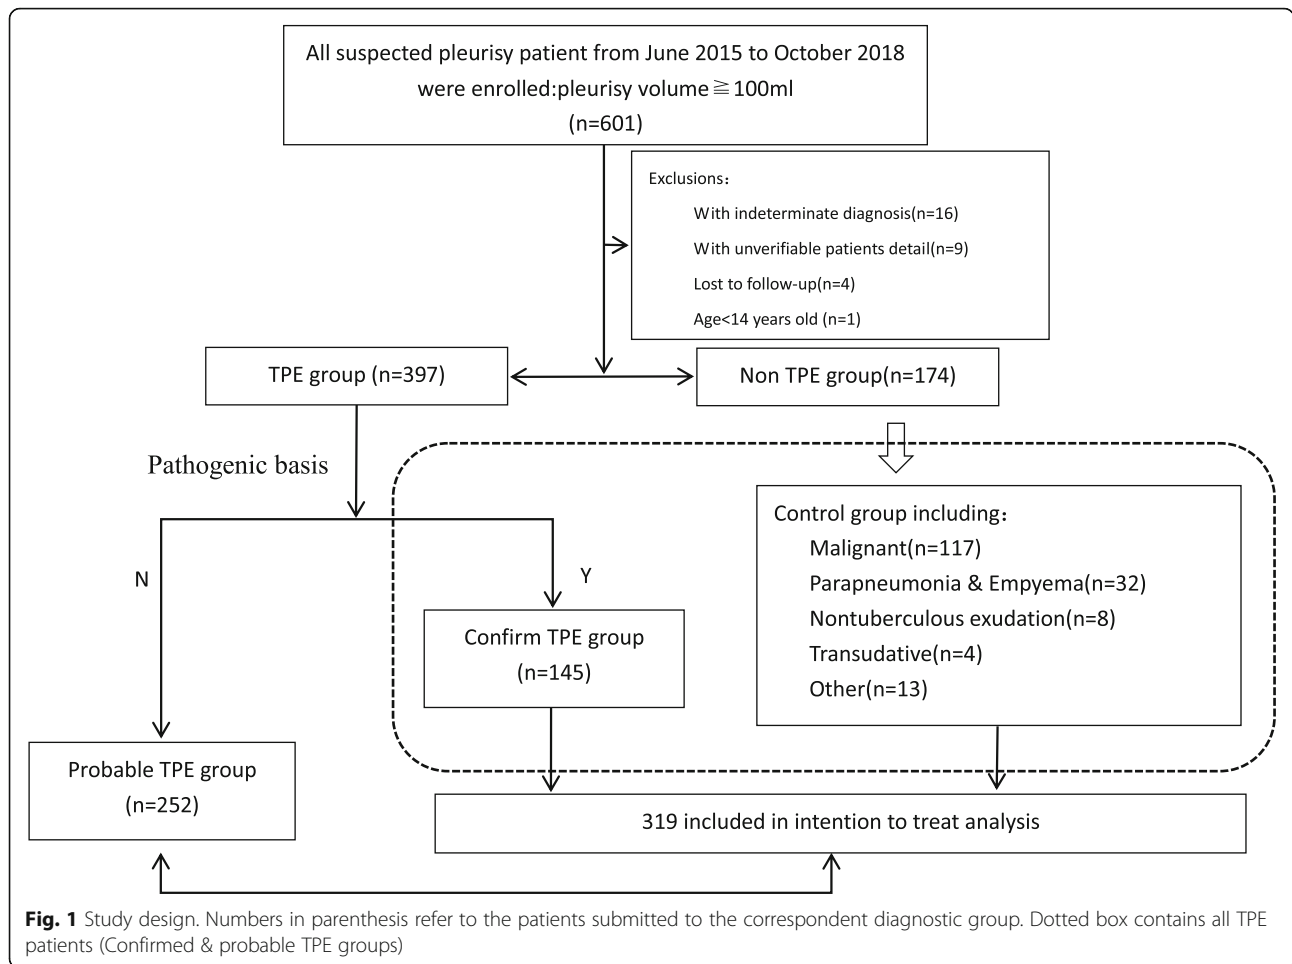 All suspected pleurisy patient from June 2015 to October 2018
were enrolled:pleurisy volume≧100ml
(n=601)
Exclusions：
With indeterminate diagnosis(n=16)
With unverifiable patients detail(n=9)
Lost to follow-up(n=4)
Age<14 years old (n=1)
TPE group (n=397)
Non TPE group(n=174)
Pathogenic basis
N
Y
Control group including：
Malignant(n=117)
Parapneumonia & Empyema(n=32)
Nontuberculous exudation(n=8)
Transudative(n=4)
Other(n=13)
Confirm TPE group
(n=145)
Probable TPE group
(n=252)
319 included in intention to treat analysis
Fig. 1 Study design. Numbers in parenthesis refer to the patients submitted to the correspondent diagnostic group. Dotted box contains all TPE
patients (Confirmed & probable TPE groups)